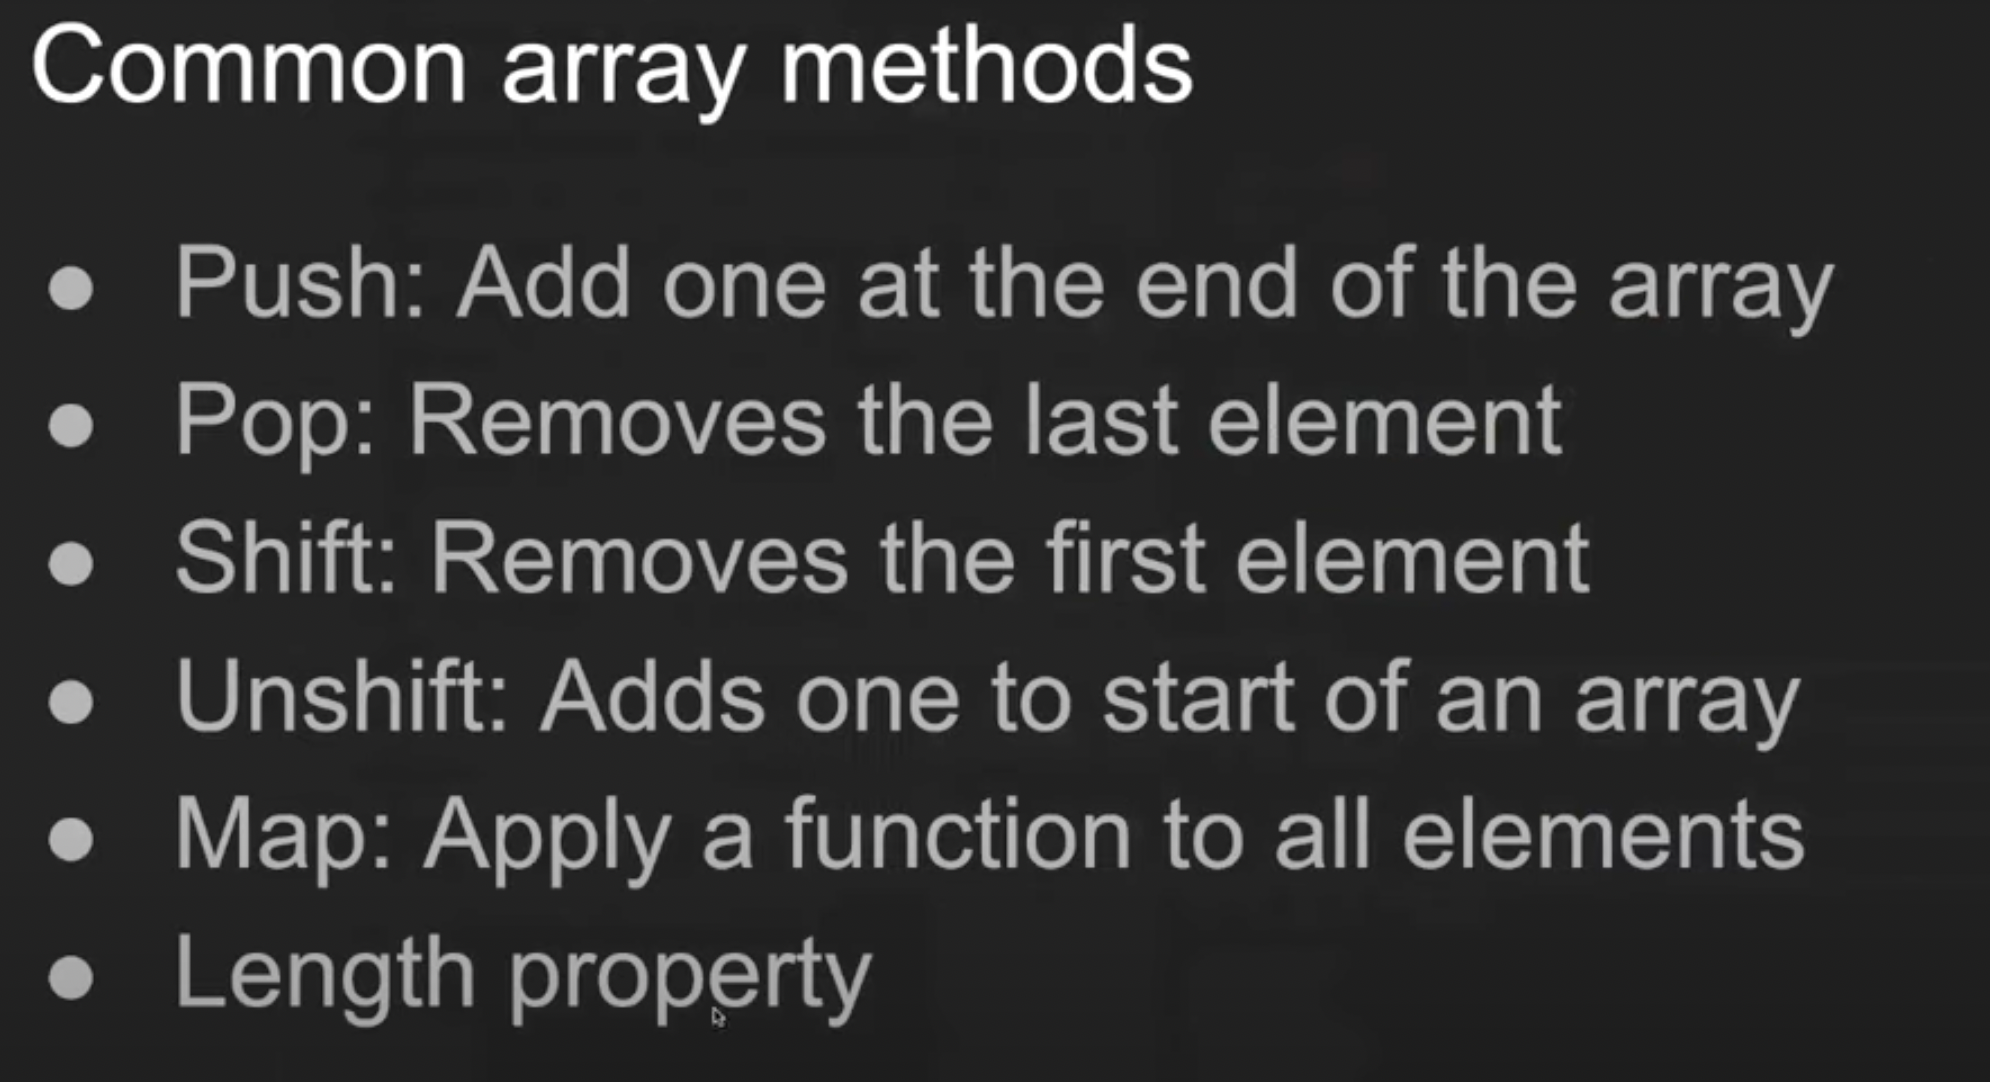 Common array methods
● Push: Add one at the end of the array
● Pop: Removes the last element
● Shift: Removes the first element
● Unshift: Adds one to start of an array
● Map: Apply a function to all elements
● Length property